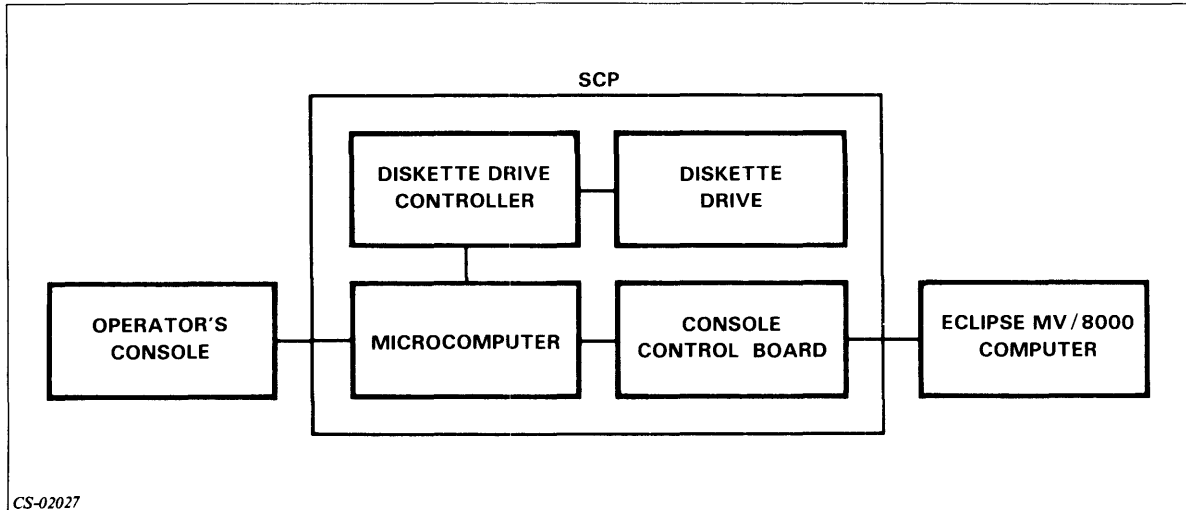 SCP
DISKETTE DRIVE
CONTROLLER
DISKETTE
DRIVE
OPERATOR'S
CONSOLE
MICROCOMPUTER
CONSOLE
CONTROL BOARD
ECLIPSE MV/8000
COMPUTER
CS-02027